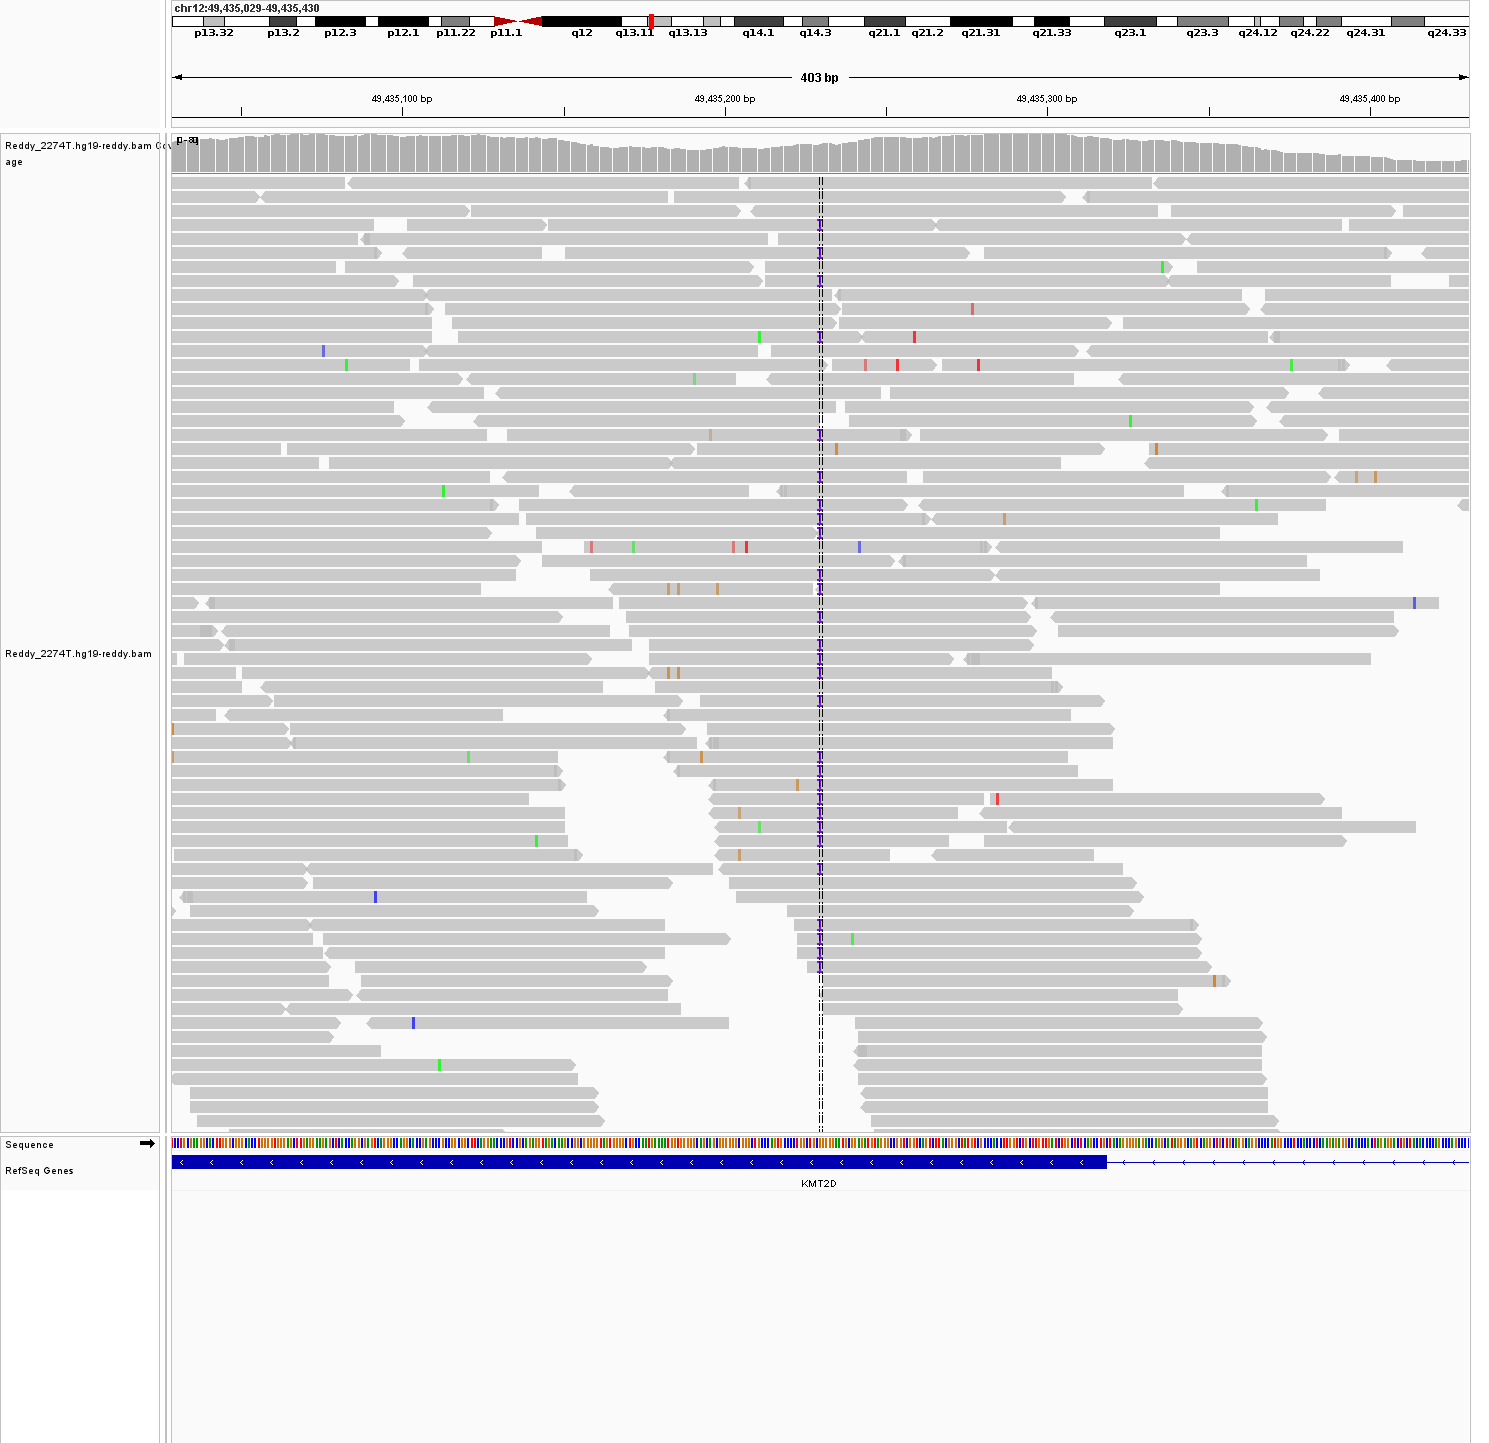 chr12:49,435,029-49,435,430
p13.32 p13.2 p12.3 p12.1 p11.22 p11.1 q12 q13.11 q13.13 q14.1 q14.3 q21.1 q21.2 q21.31 q21.33 q23.1 q23.3 q24.12 q24.22 q24.31 q24.33
403 bp
49,435,100 bp 49,435,200 bp 49,435,300 bp 49,435,400 bp
Reddy_2274T.hg19-reddy.bam Cov
age
Reddy_2274T.hg19-reddy.bam
Sequence
RefSeq Genes
KMT2D